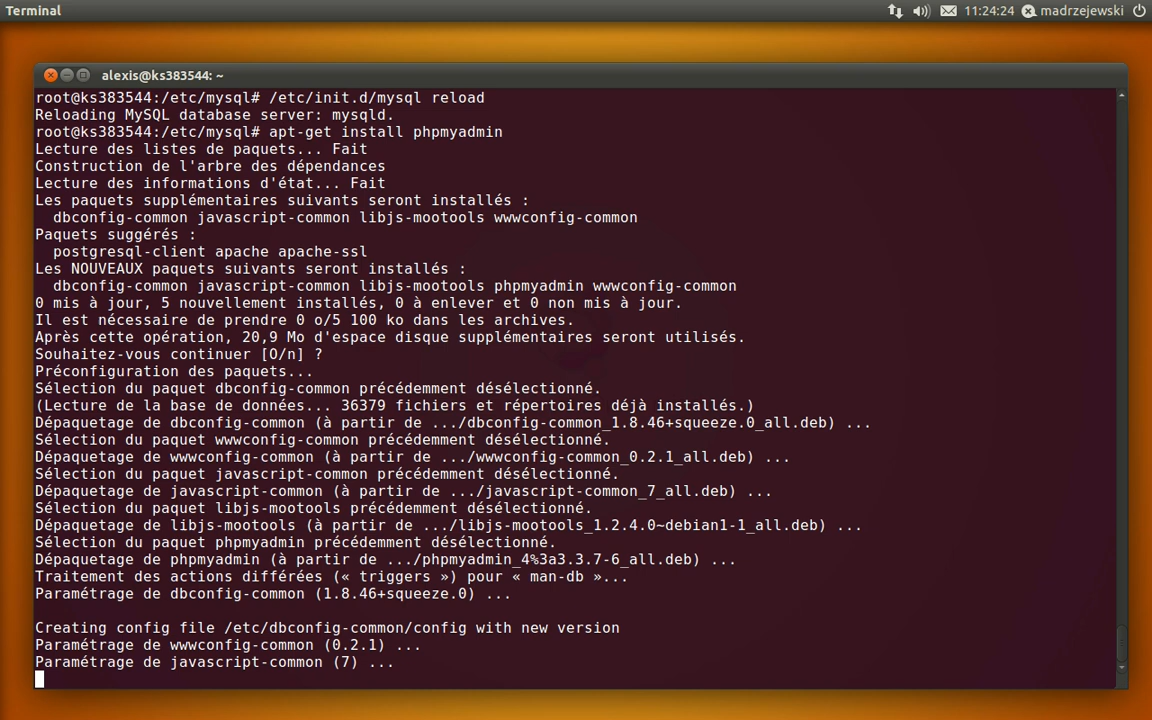 Terminal
11:24:24 madrzejewski
alexis@ks383544: ~
root@ks383544:/etc/mysql# /etc/init.d/mysql reload
Reloading MySQL database server: mysqld.
root@ks383544:/etc/mysql# apt-get install phpmyadmin
Lecture des listes de paquets... Fait
Construction de l'arbre des dépendances
Lecture des informations d'état... Fait
Les paquets supplémentaires suivants seront installés :
  dbconfig-common javascript-common libjs-mootools wwwconfig-common
Paquets suggérés :
  postgresql-client apache apache-ssl
Les NOUVEAUX paquets suivants seront installés :
  dbconfig-common javascript-common libjs-mootools phpmyadmin wwwconfig-common
0 mis à jour, 5 nouvellement installés, 0 à enlever et 0 non mis à jour.
Il est nécessaire de prendre 0 o/5 100 ko dans les archives.
Après cette opération, 20,9 Mo d'espace disque supplémentaires seront utilisés.
Souhaitez-vous continuer [O/n] ?
Préconfiguration des paquets...
Sélection du paquet dbconfig-common précédemment désélectionné.
(Lecture de la base de données... 36379 fichiers et répertoires déjà installés.)
Dépaquetage de dbconfig-common (à partir de .../dbconfig-common_1.8.46+squeeze.0_all.deb) ...
Sélection du paquet wwwconfig-common précédemment désélectionné.
Dépaquetage de wwwconfig-common (à partir de .../wwwconfig-common_0.2.1_all.deb) ...
Sélection du paquet javascript-common précédemment désélectionné.
Dépaquetage de javascript-common (à partir de .../javascript-common_7_all.deb) ...
Sélection du paquet libjs-mootools précédemment désélectionné.
Dépaquetage de libjs-mootools (à partir de .../libjs-mootools_1.2.4.0~debian1-1_all.deb) ...
Sélection du paquet phpmyadmin précédemment désélectionné.
Dépaquetage de phpmyadmin (à partir de .../phpmyadmin_4%3a3.3.7-6_all.deb) ...
Traitement des actions différées (« triggers ») pour « man-db »...
Paramétrage de dbconfig-common (1.8.46+squeeze.0) ...

Creating config file /etc/dbconfig-common/config with new version
Paramétrage de wwwconfig-common (0.2.1) ...
Paramétrage de javascript-common (7) ...